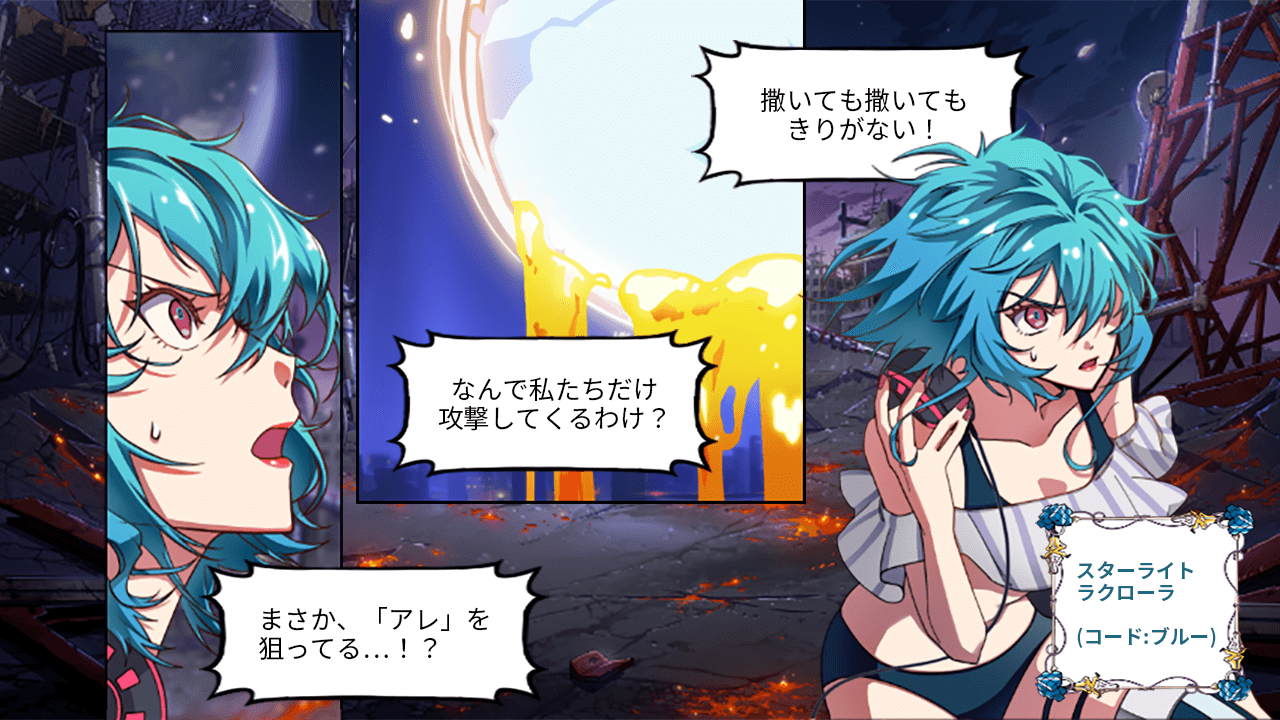 撒いても撒いても
きりがない！
なんで私たちだけ
攻撃してくるわけ？
まさか、「アレ」を
狙ってる…！？
スターライト
ラクローラ
(コード:ブルー)